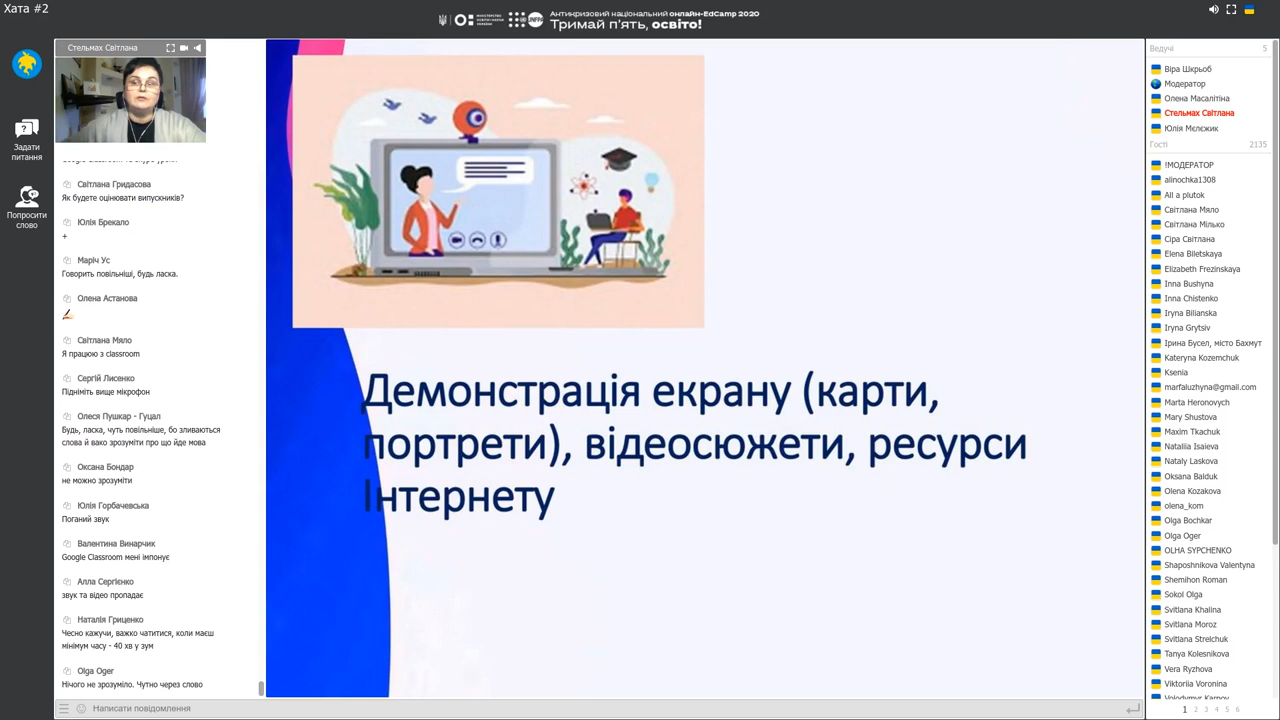 Хата #2
МІНІСТЕРСТВО
ОСВІТИ І НАУКИ
УКРАЇНИ
Антикризовий національний онлайн-EdCamp 2020
Тримай п'ять, освіто!
Задати
питання
Попросити
слово
Стельмах Світлана
Світлана Гридасова
Як будете оцінювати випускників?
Юлія Брекало
+
Маріч Ус
Говорить повільніші, будь ласка.
Олена Астанова
Світлана Мяло
Я працюю з classroom
Сергій Лисенко
Підніміть вище мікрофон
Олеся Пушкар - Гуцал
Будь, ласка, чуть повільніше, бо зливаються
слова й вако зрозуміти про що йде мова
Оксана Бондар
не можно зрозуміти
Юлія Горбачевська
Поганий звук
Валентина Винарчик
Google Classroom мені імпонує
Алла Сергієнко
звук та відео пропадає
Наталія Гриценко
Чесно кажучи, важко чатитися, коли маєш
мінімум часу - 40 хв у зум
Olga Oger
Нічого не зрозуміло. Чутно через слово
Написати повідомлення
Демонстрація екрану (карти,
портрети), відеосюжети, ресурси
Інтернету
Ведучі 5
Віра Шкрьоб
Модератор
Олена Масалітіна
Стельмах Світлана
Юлія Мєлєжик
Гості 2135
!МОДЕРАТОР
alinochka1308
All a plutok
Світлана Мяло
Світлана Мілько
Сіра Світлана
Elena Biletskaya
Elizabeth Frezinskaya
Inna Bushyna
Inna Chistenko
Iryna Bilianska
Iryna Grytsiv
Ірина Бусел, місто Бахмут
Kateryna Kozemchuk
Ksenia
marfaluzhyna@gmail.com
Marta Heronovych
Mary Shustova
Maxim Tkachuk
Nataliia Isaieva
Nataly Laskova
Oksana Balduk
Olena Kozakova
olena_kom
Olga Bochkar
Olga Oger
OLHA SYPCHENKO
Shaposhnikova Valentyna
Shemihon Roman
Sokol Olga
Svitlana Khalina
Svitlana Moroz
Svitlana Strelchuk
Tanya Kolesnikova
Vera Ryzhova
Viktoriia Voronina
Volodymyr Karpov
1 2 3 4 5 6